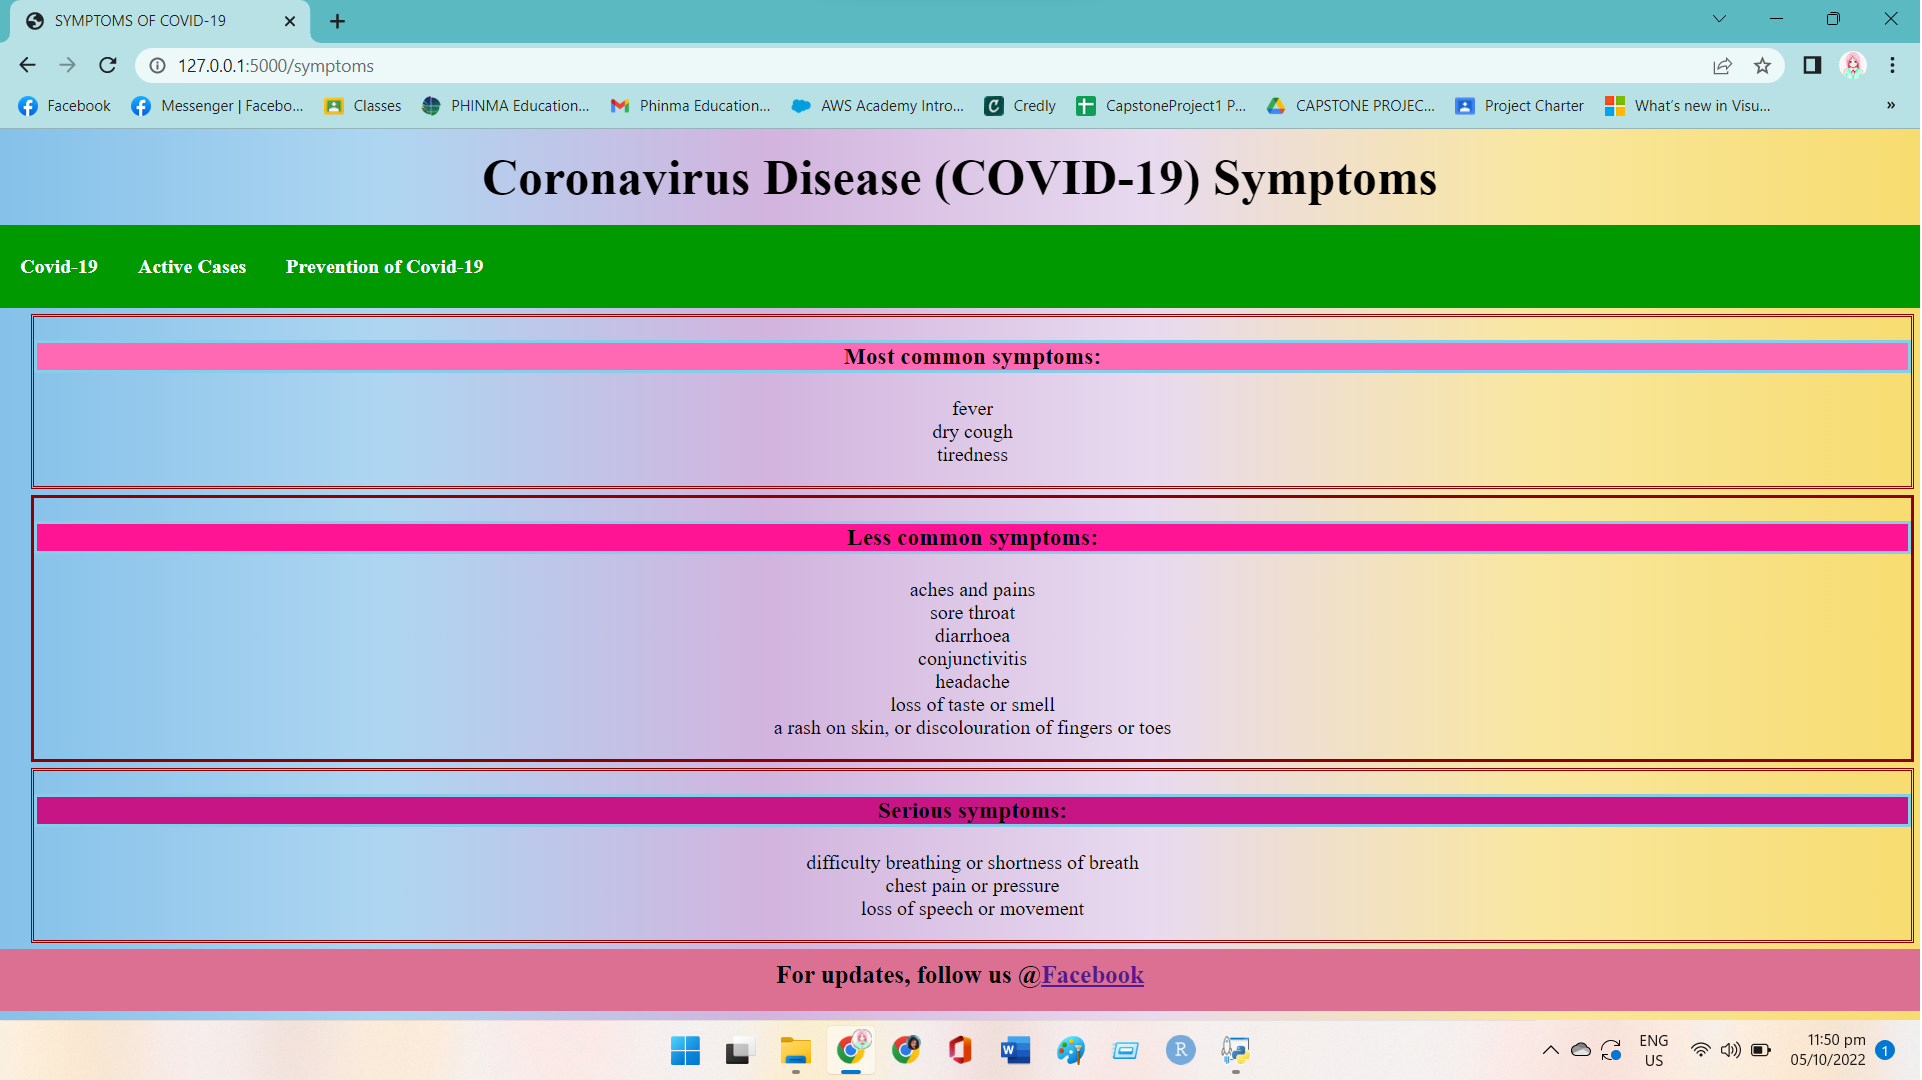 SYMPTOMS OF COVID-19
127.0.0.1:5000/symptoms
Facebook Messenger | Facebo... Classes PHINMA Education... Phinma Education... AWS Academy Intro... Credly CapstoneProject1 P... CAPSTONE PROJEC... Project Charter What's new in Visu... »
Coronavirus Disease (COVID-19) Symptoms
Covid-19 Active Cases Prevention of Covid-19
Most common symptoms:
fever
dry cough
tiredness
Less common symptoms:
aches and pains
sore throat
diarrhoea
conjunctivitis
headache
loss of taste or smell
a rash on skin, or discolouration of fingers or toes
Serious symptoms:
difficulty breathing or shortness of breath
chest pain or pressure
loss of speech or movement
For updates, follow us @Facebook
W R ENG 11:50 pm
US 05/10/2022 1